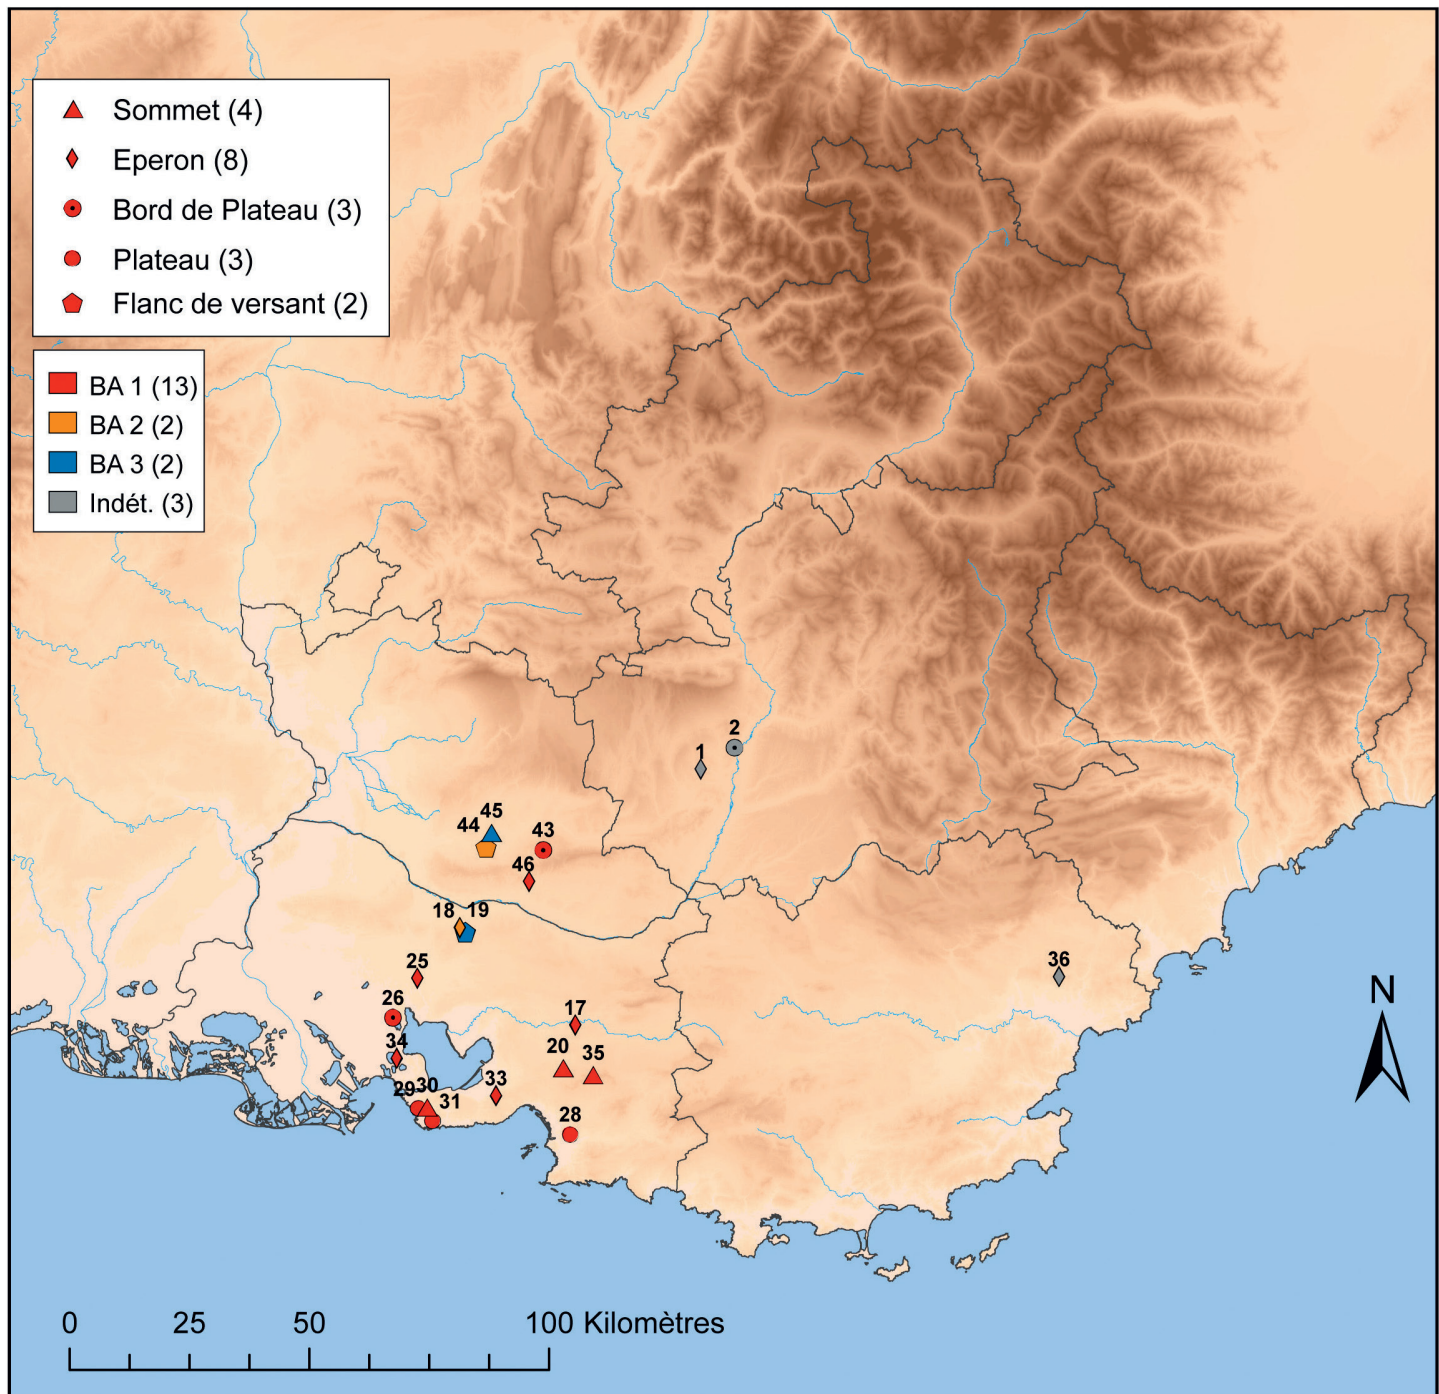 Sommet (4)
Eperon (8)
Bord de Plateau (3)
Plateau (3)
Flanc de versant (2)
BA 1 (13)
BA 2 (2)
BA 3 (2)
Indét. (3)
2
1
45
44
43
46
18 19
25
36
26
17
34
20
35
29
30
33
31
28
N
0 25 50 100 Kilomètres